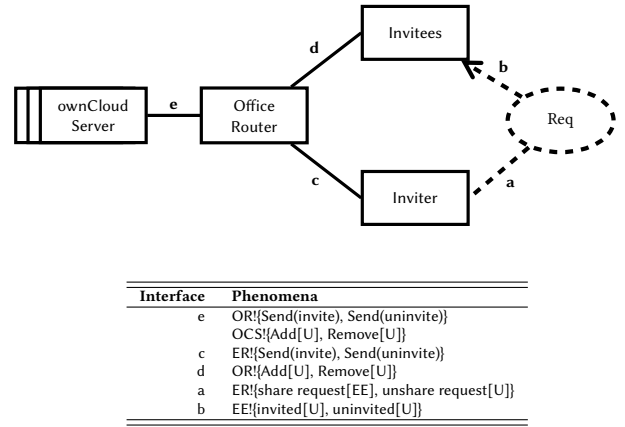 Invitees
d
b
ownCloud
Server
e
Office
Router
Req
c
Inviter
a
Interface Phenomena
e OR!{Send(invite), Send(uninvite)}
OCS!{Add[U], Remove[U]}
c ER!{Send(invite), Send(uninvite)}
d OR!{Add[U], Remove[U]}
a ER!{share request[EE], unshare request[U]}
b EE!{invited[U], uninvited[U]}